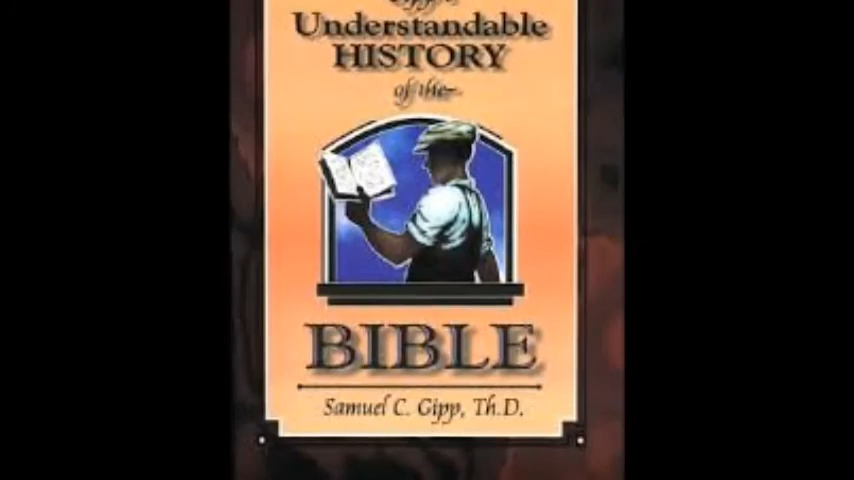 Understandable
HISTORY
of the
BIBLE
Samuel C. Gipp, Th.D.